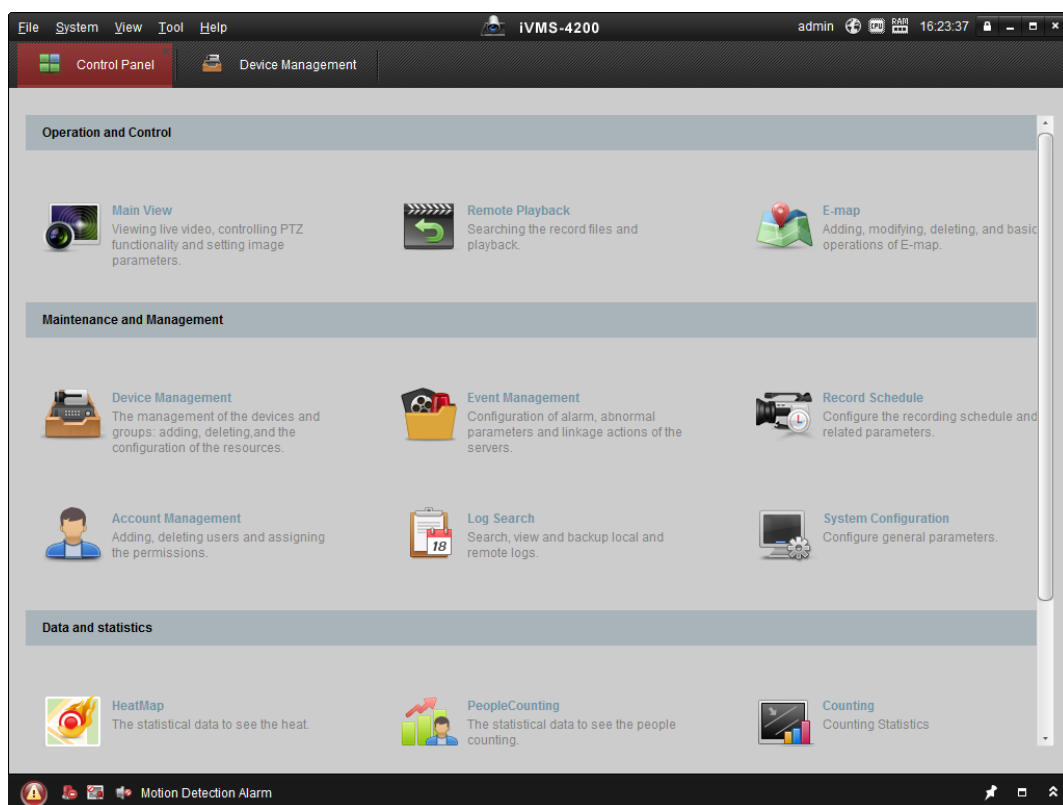 File System View Tool Help iVMS-4200 admin CPU RAM 16:23:37
Control Panel Device Management
Operation and Control
Main View
Viewing live video, controlling PTZ
functionality and setting image
parameters.
Remote Playback
Searching the record files and
playback.
E-map
Adding, modifying, deleting, and basic
operations of E-map.
Maintenance and Management
Device Management
The management of the devices and
groups: adding, deleting,and the
configuration of the resources.
Event Management
Configuration of alarm, abnormal
parameters and linkage actions of the
servers.
Record Schedule
Configure the recording schedule and
related parameters.
Account Management
Adding, deleting users and assigning
the permissions.
18
Log Search
Search, view and backup local and
remote logs.
System Configuration
Configure general parameters.
Data and statistics
HeatMap
The statistical data to see the heat.
PeopleCounting
The statistical data to see the people
counting.
Counting
Counting Statistics
Motion Detection Alarm